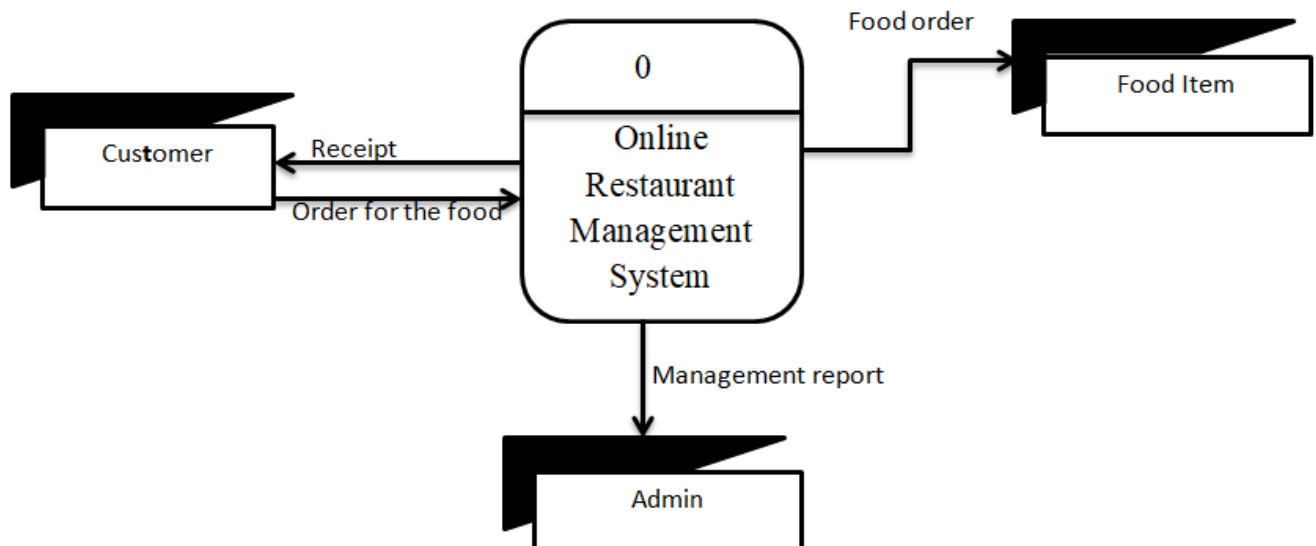 Food order
0
Food Item
Customer
Receipt
Order for the food
Online
Restaurant
Management
System
Management report
Admin